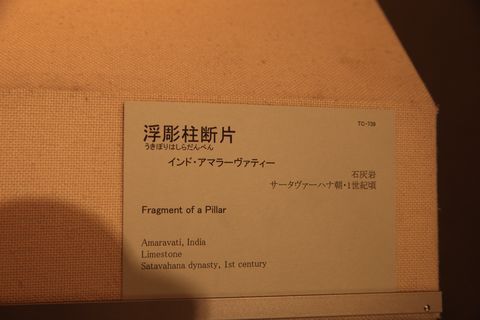 TC-739
浮彫柱断片
うきぼりはしらだんぺん
インド・アマラーヴァティー
石灰岩
サータヴァーハナ朝・1世紀頃
Fragment of a Pillar
Amaravati, India
Limestone
Satavahana dynasty, 1st century